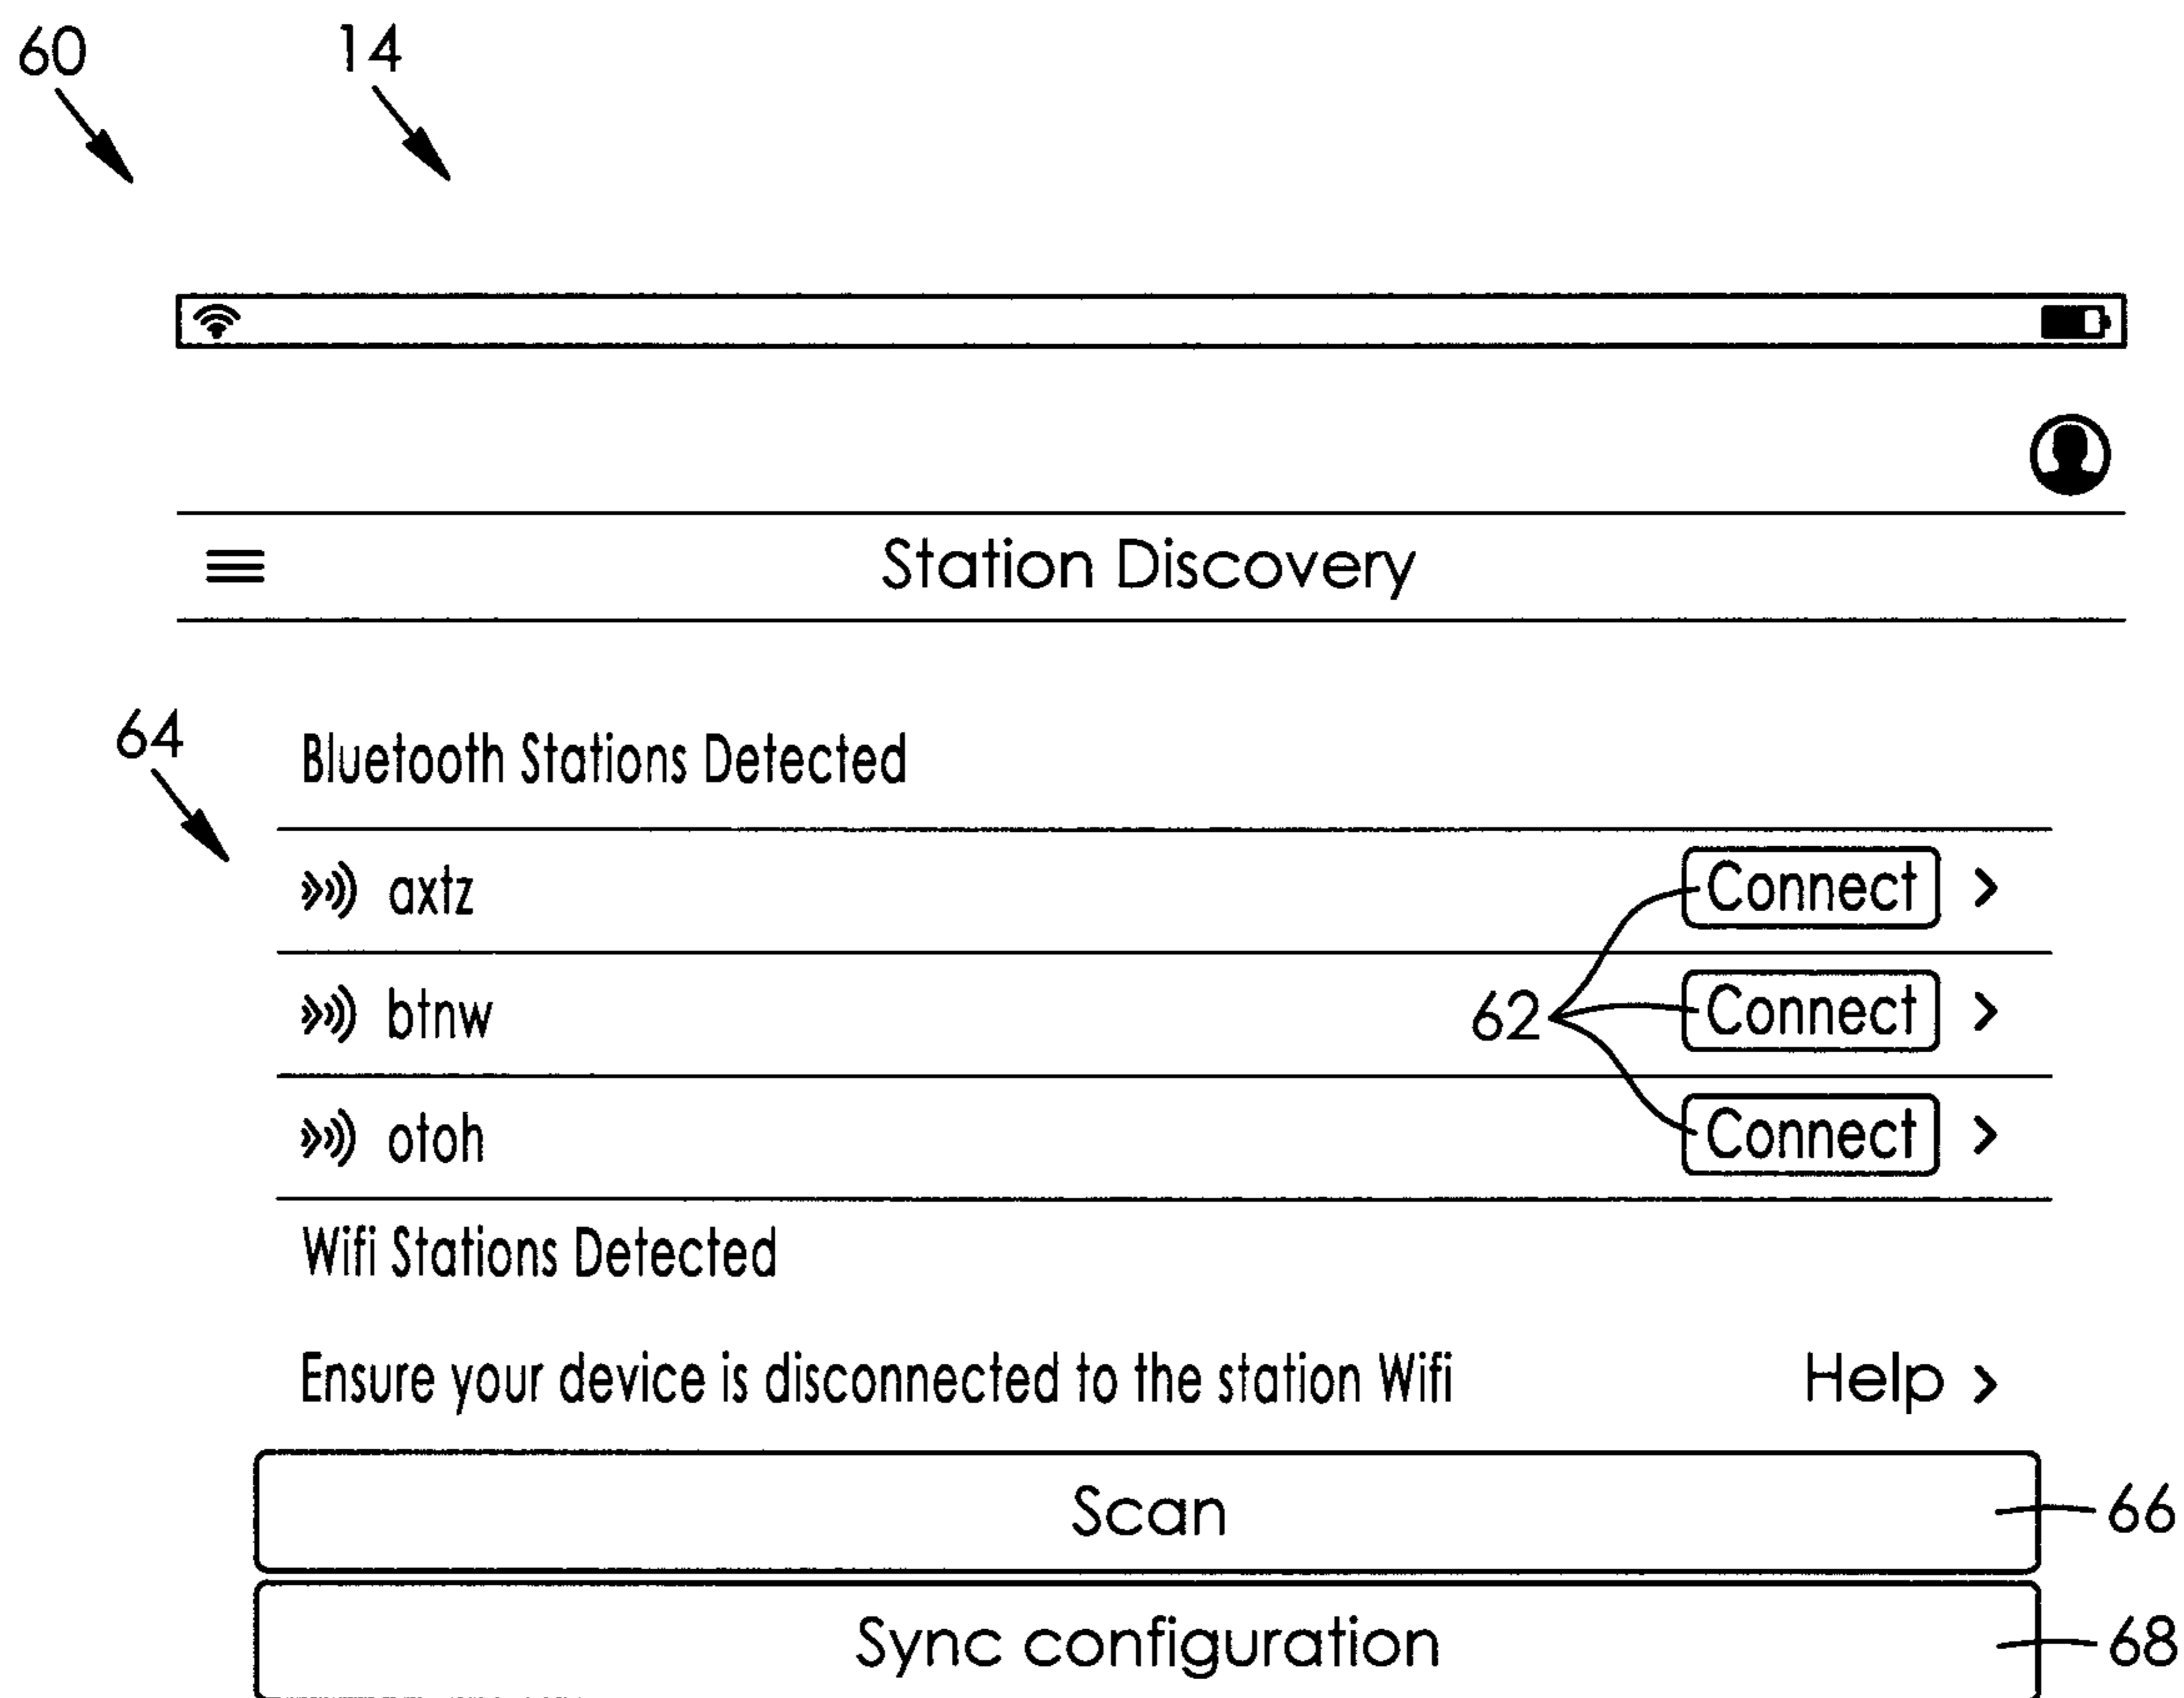 60 14
Station Discovery
64
Bluetooth Stations Detected
axtz Connect >
btnw 62 Connect >
otoh Connect >
Wifi Stations Detected
Ensure your device is disconnected to the station Wifi Help >
Scan 66
Sync configuration 68